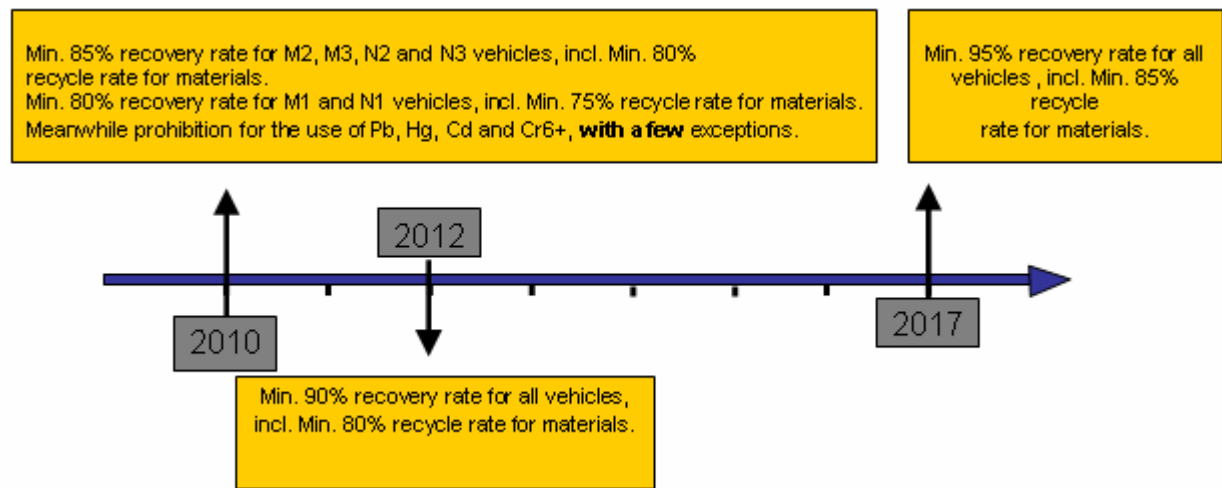 Min. 85% recovery rate for M2, M3, N2 and N3 vehicles, incl. Min. 80%
recycle rate for materials.
Min. 80% recovery rate for M1 and N1 vehicles, incl. Min. 75% recycle rate for materials.
Meanwhile prohibition for the use of Pb, Hg, Cd and Cr6+, with a few exceptions.
Min. 95% recovery rate for all
vehicles , incl. Min. 85%
recycle
rate for materials.
2012
2010
2017
Min. 90% recovery rate for all vehicles,
incl. Min. 80% recycle rate for materials.